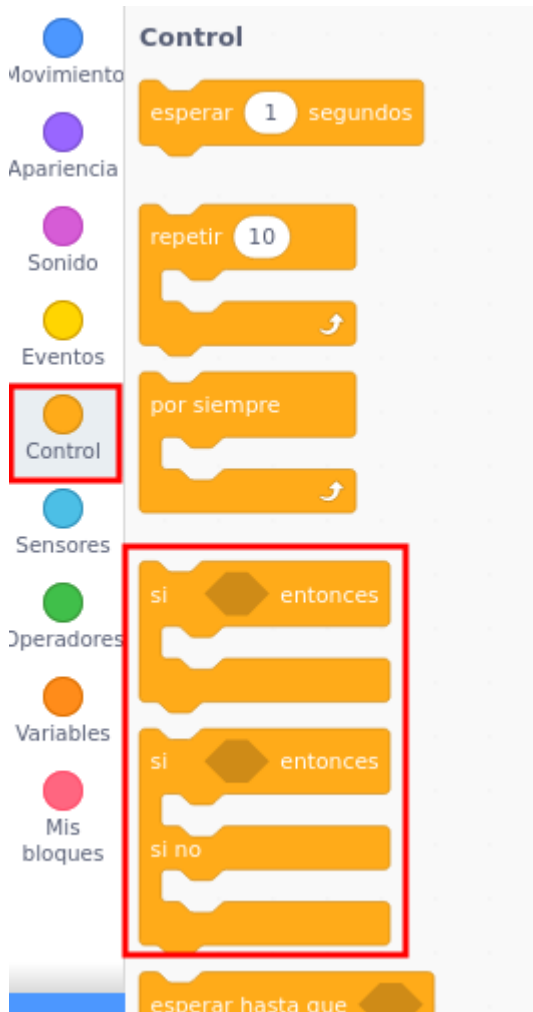 Movimiento
Apariencia
Sonido
Eventos
Control
Sensores
Operadores
Variables
Mis
bloques
Control
esperar 1 segundos
repetir 10
por siempre
si entonces
si entonces
si no
esperar hasta que